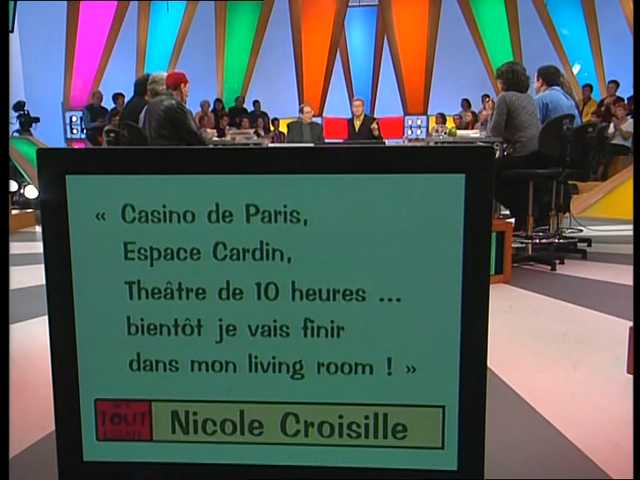 « Casino de Paris,
Espace Cardin,
Theâtre de 10 heures ...
bientôt je vais finir
dans mon living room ! »
TOUT
Nicole Croisille